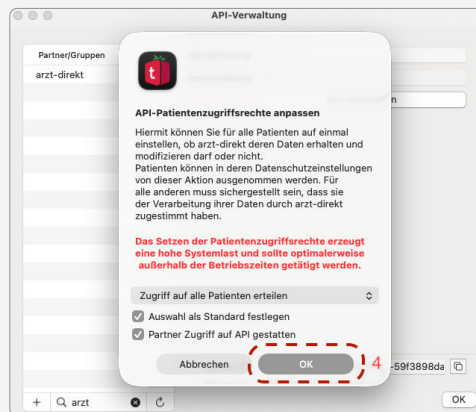 API-Verwaltung
Partner/Gruppen
arzt-direkt
n
t
API-Patientenzugriffsrechte anpassen
Hiermit können Sie für alle Patienten auf einmal
einstellen, ob arzt-direkt deren Daten erhalten und
modifizieren darf oder nicht.
Patienten können in deren Datenschutzeinstellungen
von dieser Aktion ausgenommen werden. Für
alle anderen muss sichergestellt sein, dass sie
der Verarbeitung ihrer Daten durch arzt-direkt
zugestimmt haben.
Das Setzen der Patientenzugriffsrechte erzeugt
eine hohe Systemlast und sollte optimalerweise
außerhalb der Betriebszeiten getätigt werden.
Zugriff auf alle Patienten erteilen
Auswahl als Standard festlegen
Partner Zugriff auf API gestatten
Abbrechen OK 4
-59f3898da
+ arzt OK